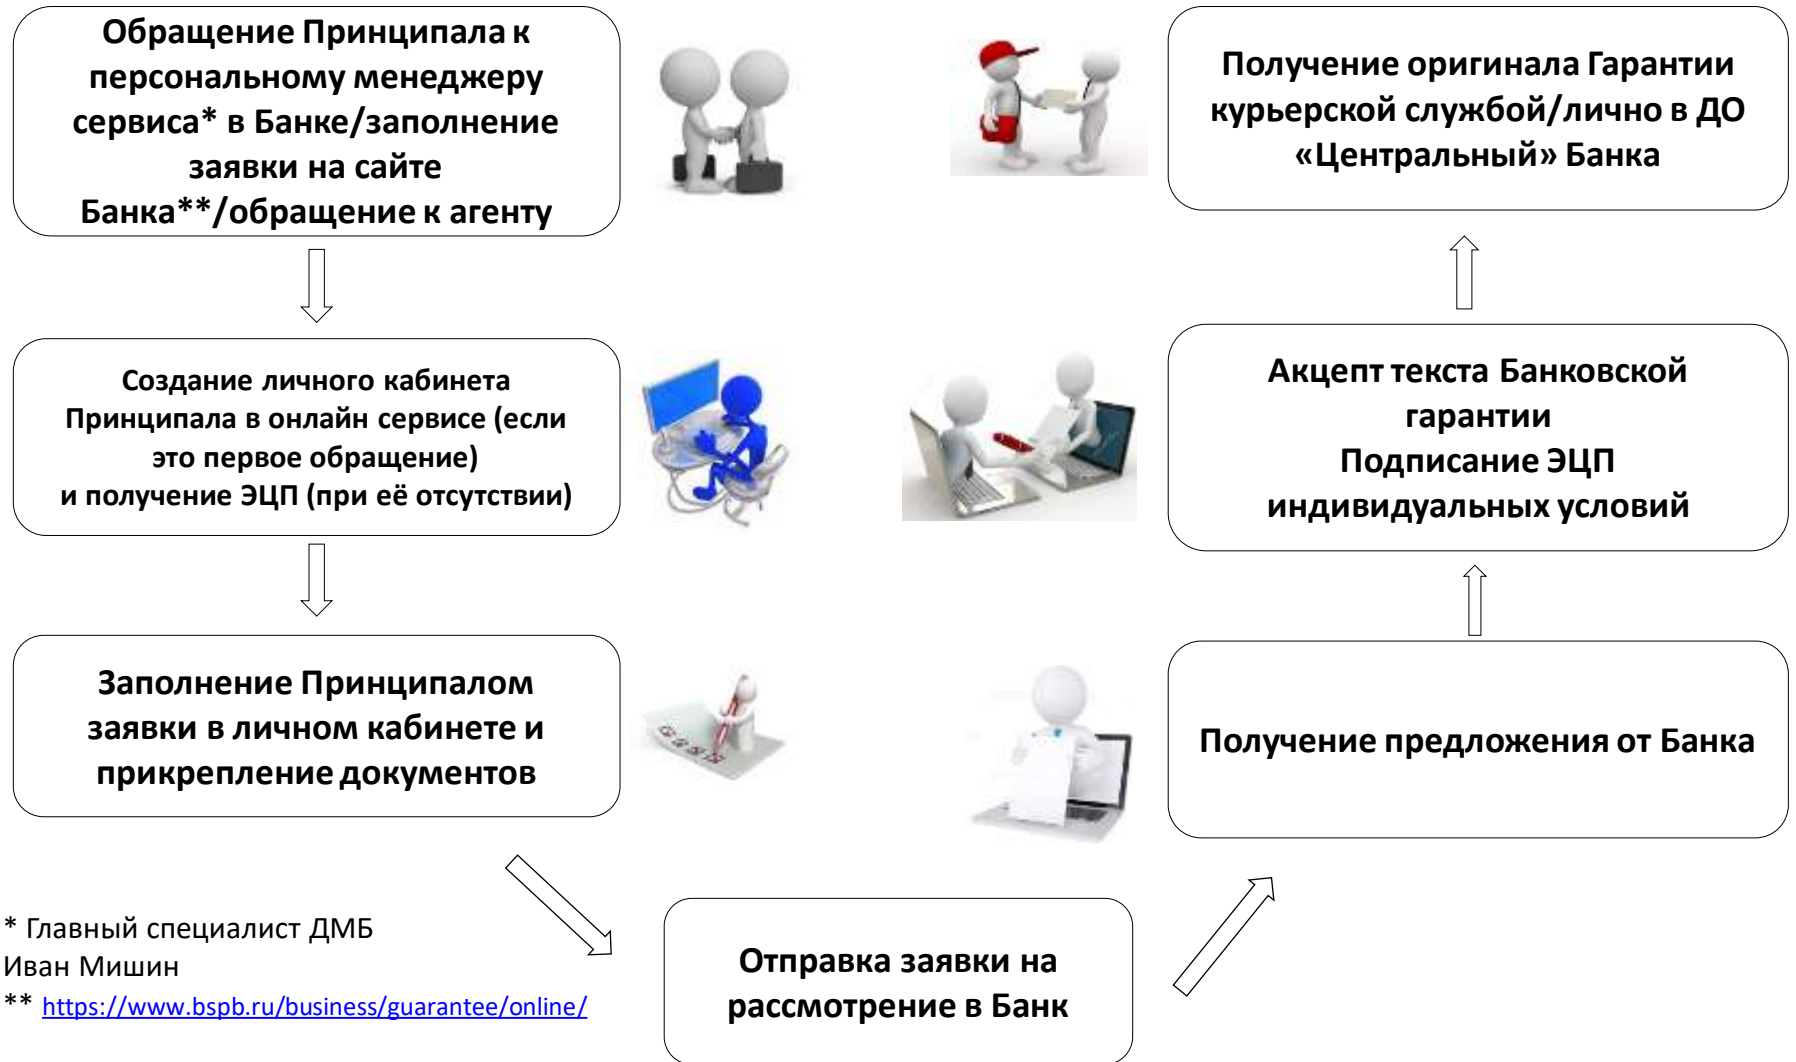 Обращение Принципала к
персональному менеджеру
сервиса* в Банке/заполнение
заявки на сайте
Банка**/обращение к агенту
Создание личного кабинета
Принципала в онлайн сервисе (если
это первое обращение)
и получение ЭЦП (при её отсутствии)
Заполнение Принципалом
заявки в личном кабинете и
прикрепление документов
Отправка заявки на
рассмотрение в Банк
Получение предложения от Банка
Акцепт текста Банковской
гарантии
Подписание ЭЦП
индивидуальных условий
Получение оригинала Гарантии
курьерской службой/лично в ДО
«Центральный» Банка
* Главный специалист ДМБ
Иван Мишин
** https://www.bspb.ru/business/guarantee/online/